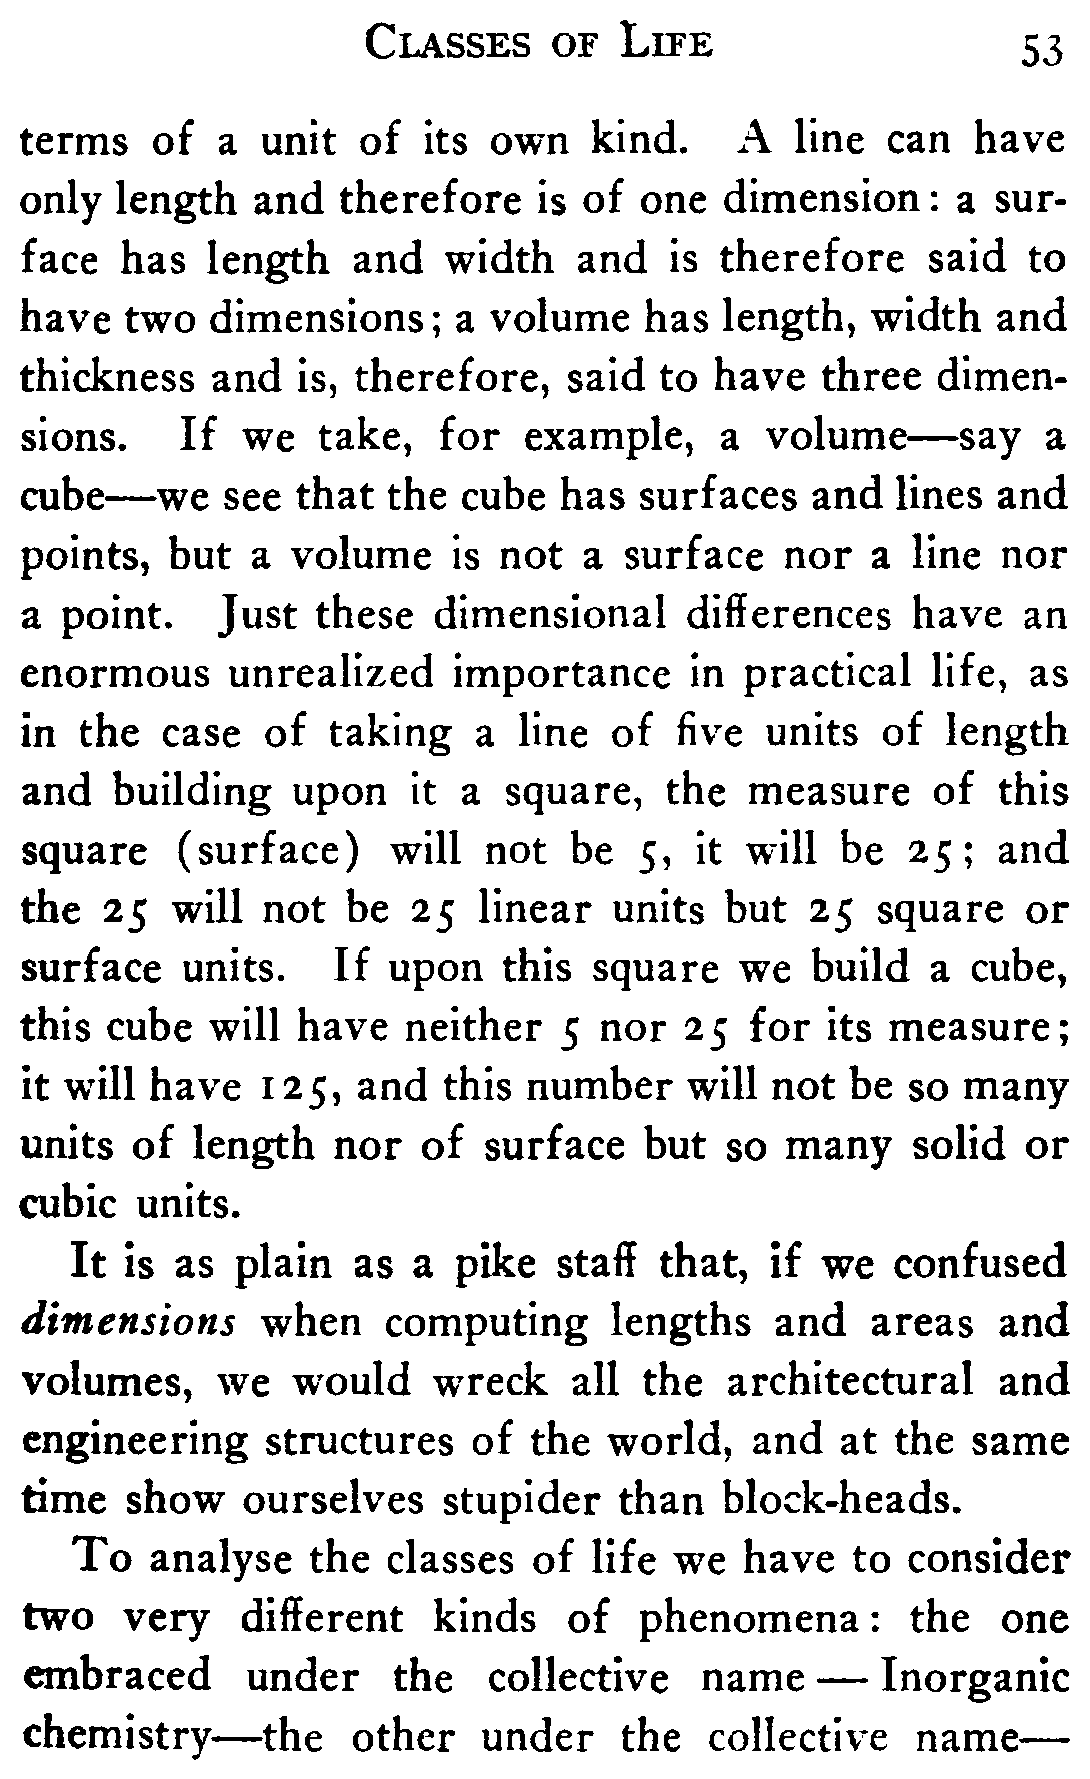 Classes of Life 53
terms of a unit of its own kind. A line can have
only length and therefore is of one dimension: a sur-
face has length and width and is therefore said to
have two dimensions; a volume has length, width and
thickness and is, therefore, said to have three dimen-
sions. If we take, for example, a volume—say a
cube—we see that the cube has surfaces and lines and
points, but a volume is not a surface nor a line nor
a point. Just these dimensional differences have an
enormous unrealized importance in practical life, as
in the case of taking a line of five units of length
and building upon it a square, the measure of this
square (surface) will not be 5, it will be 25; and
the 25 will not be 25 linear units but 25 square or
surface units. If upon this square we build a cube,
this cube will have neither 5 nor 25 for its measure;
it will have 125, and this number will not be so many
units of length nor of surface but so many solid or
cubic units.
It is as plain as a pike staff that, if we confused
dimensions when computing lengths and areas and
volumes, we would wreck all the architectural and
engineering structures of the world, and at the same
time show ourselves stupider than block-heads.
To analyse the classes of life we have to consider
two very different kinds of phenomena: the one
embraced under the collective name—Inorganic
chemistry—the other under the collective name—